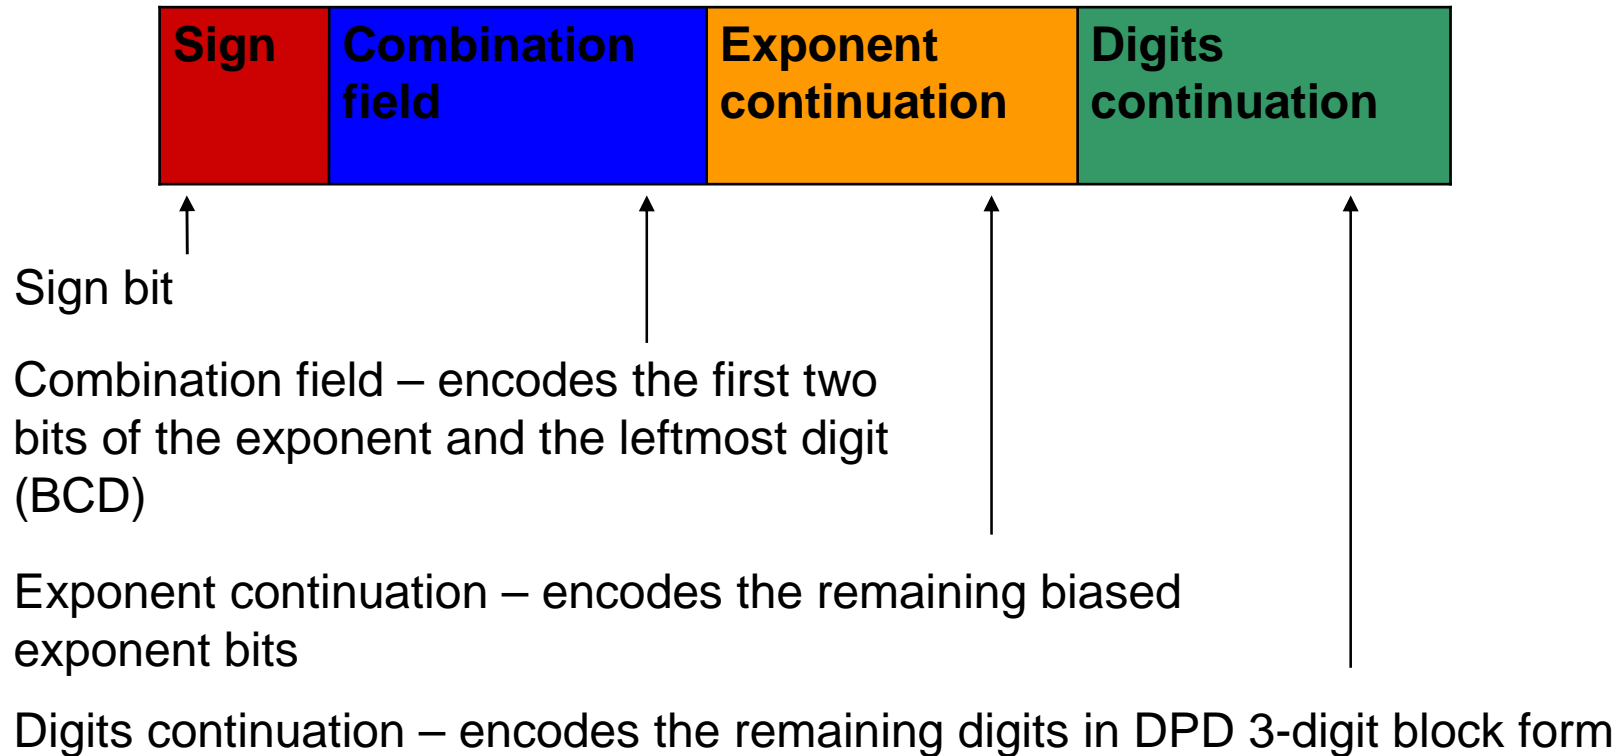 Sign
Combination
field
Exponent
continuation
Digits
continuation
Sign bit
Combination field – encodes the first two
bits of the exponent and the leftmost digit
(BCD)
Exponent continuation – encodes the remaining biased
exponent bits
Digits continuation – encodes the remaining digits in DPD 3-digit block form